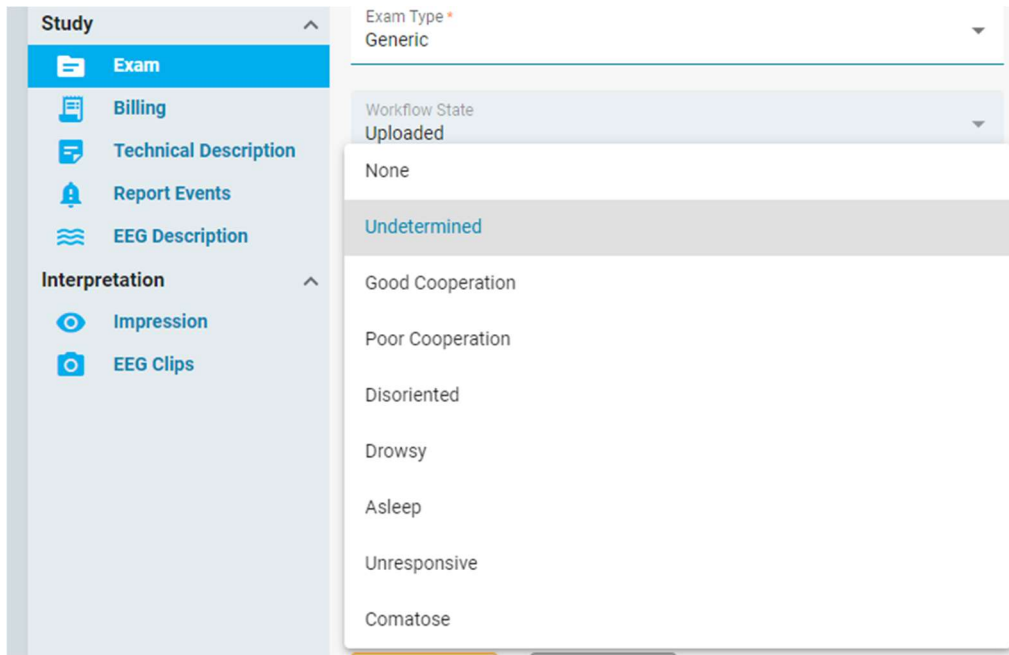 Study
Exam
Billing
Technical Description
Report Events
EEG Description
Interpretation
Impression
EEG Clips
Exam Type *
Generic
Workflow State
Uploaded
None
Undetermined
Good Cooperation
Poor Cooperation
Disoriented
Drowsy
Asleep
Unresponsive
Comatose